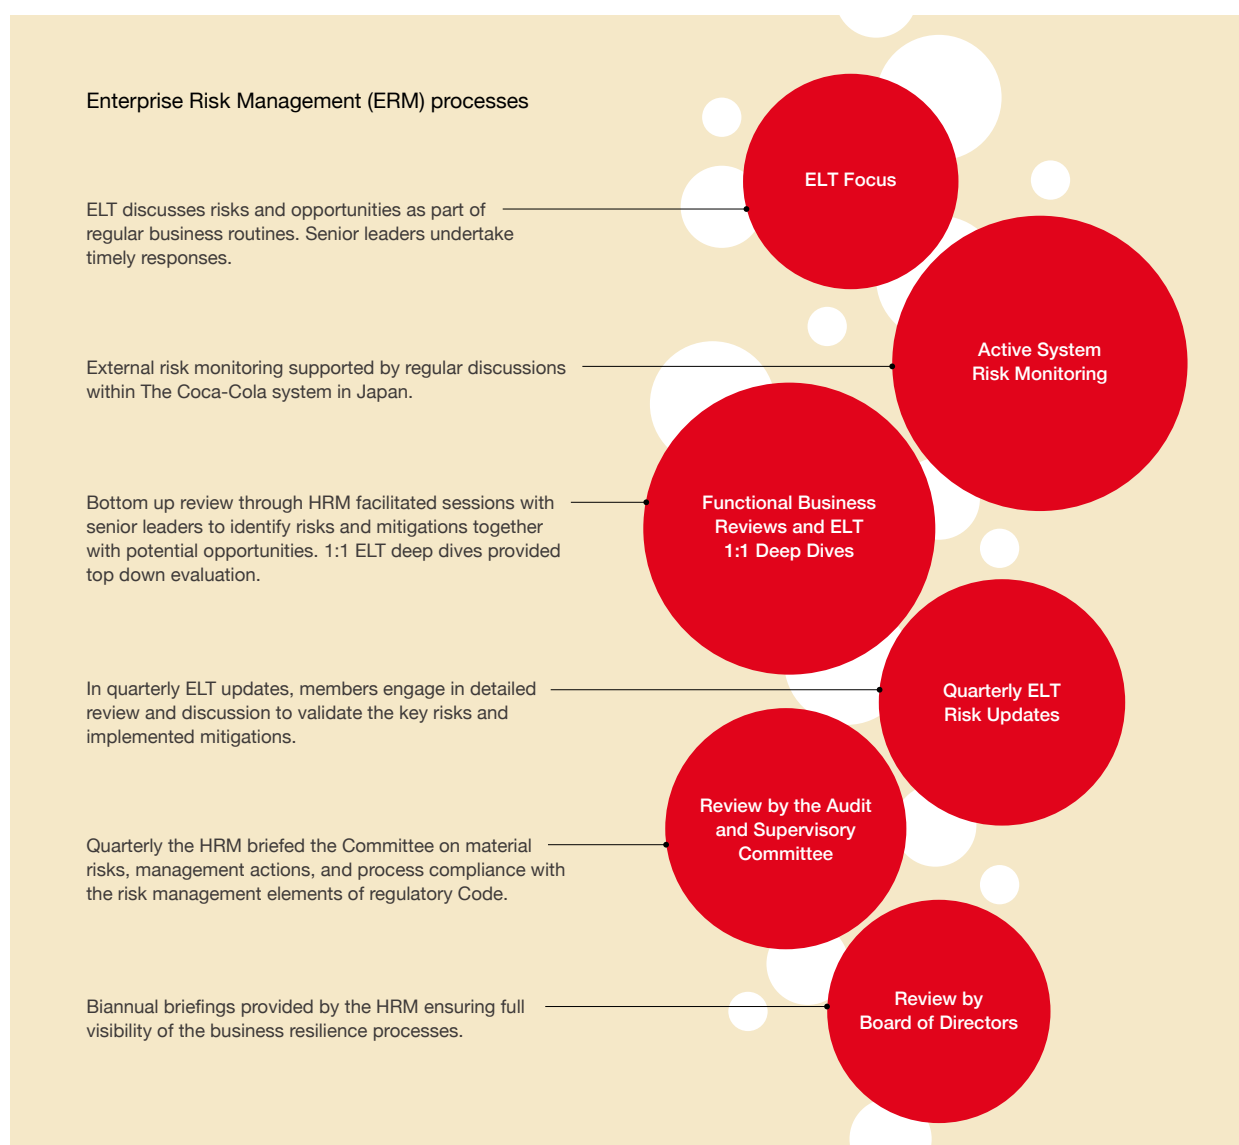 Enterprise Risk Management (ERM) processes
ELT Focus
ELT discusses risks and opportunities as part of
regular business routines. Senior leaders undertake
timely responses.
Active System
Risk Monitoring
External risk monitoring supported by regular discussions
within The Coca-Cola system in Japan.
Functional Business
Reviews and ELT
1:1 Deep Dives
Bottom up review through HRM facilitated sessions with
senior leaders to identify risks and mitigations together
with potential opportunities. 1:1 ELT deep dives provided
top down evaluation.
Quarterly ELT
Risk Updates
In quarterly ELT updates, members engage in detailed
review and discussion to validate the key risks and
implemented mitigations.
Review by the Audit
and Supervisory
Committee
Quarterly the HRM briefed the Committee on material
risks, management actions, and process compliance with
the risk management elements of regulatory Code.
Review by
Board of Directors
Biannual briefings provided by the HRM ensuring full
visibility of the business resilience processes.